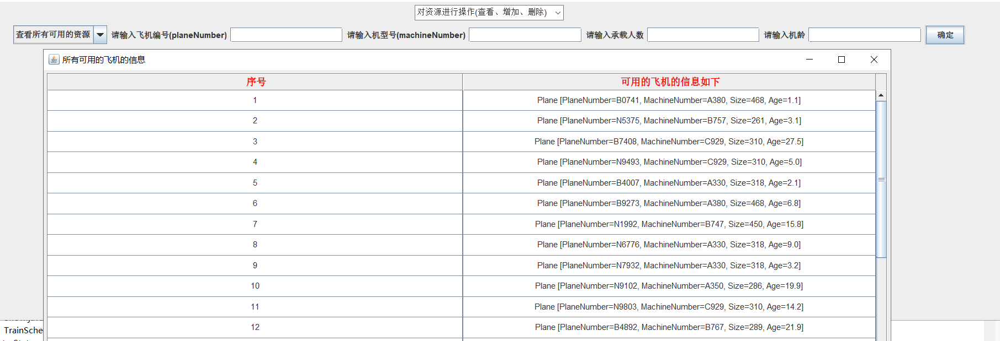 对资源进行操作(查看、增加、删除)
查看所有可用的资源 请输入飞机编号(planeNumber) 请输入机型号(machineNumber) 请输入承载人数 请输入机龄 确定
所有可用的飞机的信息
序号 可用的飞机的信息如下
1 Plane [PlaneNumber=B0741, MachineNumber=A380, Size=468, Age=1.1]
2 Plane [PlaneNumber=N5375, MachineNumber=B757, Size=261, Age=3.1]
3 Plane [PlaneNumber=B7408, MachineNumber=C929, Size=310, Age=27.5]
4 Plane [PlaneNumber=N9493, MachineNumber=C929, Size=310, Age=5.0]
5 Plane [PlaneNumber=B4007, MachineNumber=A330, Size=318, Age=2.1]
6 Plane [PlaneNumber=B9273, MachineNumber=A380, Size=468, Age=6.8]
7 Plane [PlaneNumber=N1992, MachineNumber=B747, Size=450, Age=15.8]
8 Plane [PlaneNumber=N6776, MachineNumber=A330, Size=318, Age=9.0]
9 Plane [PlaneNumber=N7932, MachineNumber=A330, Size=318, Age=3.2]
10 Plane [PlaneNumber=N9102, MachineNumber=A350, Size=286, Age=19.9]
11 Plane [PlaneNumber=N9803, MachineNumber=C929, Size=310, Age=14.2]
12 Plane [PlaneNumber=B4892, MachineNumber=B767, Size=289, Age=21.9]
TrainSche